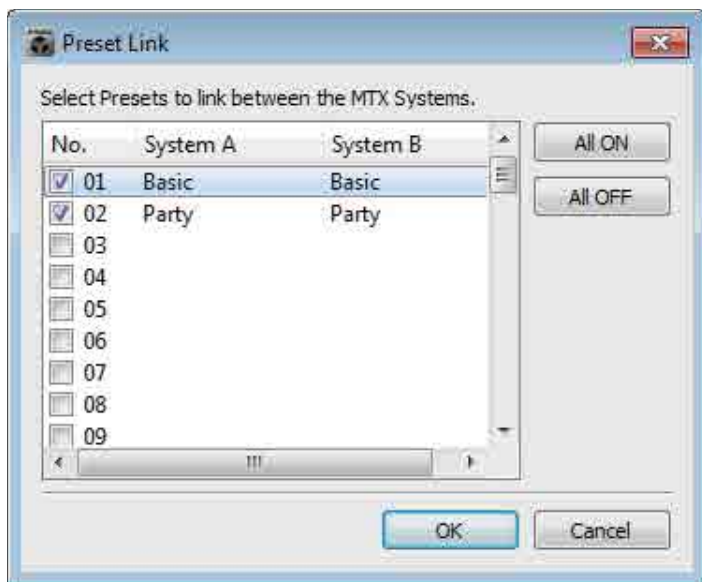 Preset Link
Select Presets to link between the MTX Systems.
No. System A System B
01 Basic Basic
02 Party Party
03
04
05
06
07
08
09
All ON
All OFF
OK Cancel